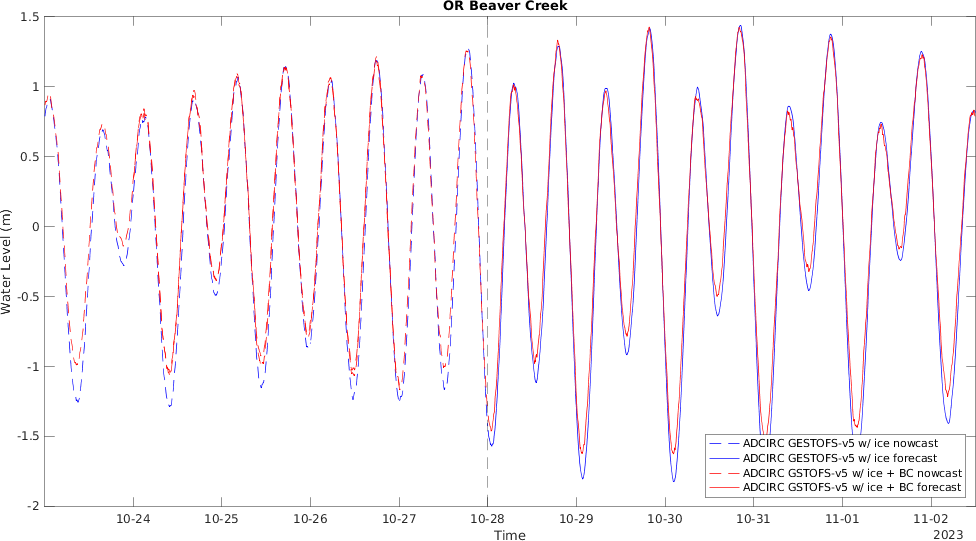 OR Beaver Creek
1.5
1
0.5
0
-0.5
-1
-1.5
-2
Water Level (m)
ADCIRC GESTOFS-v5 w/ ice nowcast
ADCIRC GESTOFS-v5 w/ ice forecast
ADCIRC GSTOFS-v5 w/ ice + BC nowcast
ADCIRC GSTOFS-v5 w/ ice + BC forecast
10-24 10-25 10-26 10-27 10-28 10-29 10-30 10-31 11-01 11-02
Time
2023